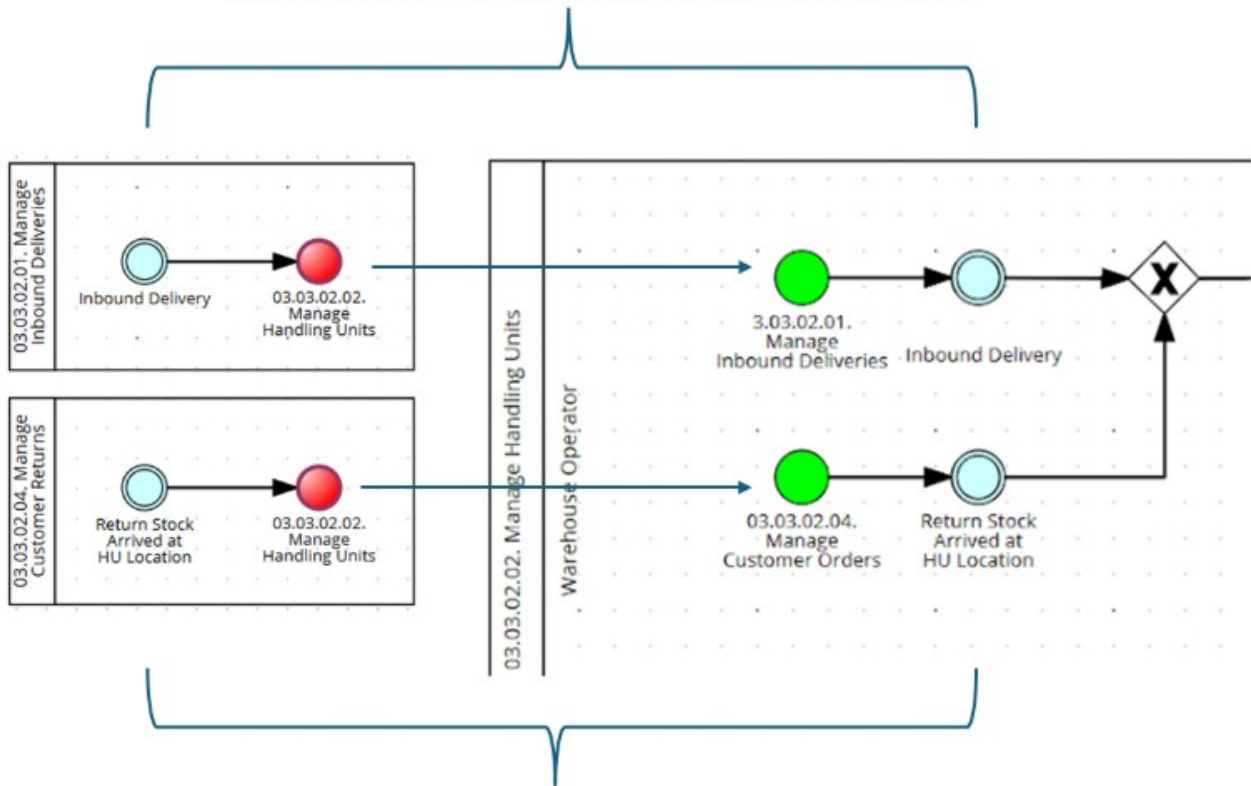 03.03.02.01. Manage
Inbound Deliveries
Inbound Delivery
03.03.02.02.
Manage
Handling Units
03.03.02.04. Manage
Customer Returns
Return Stock
Arrived at
HU Location
03.03.02.02.
Manage
Handling Units
03.03.02.02. Manage Handling Units
Warehouse Operator
3.03.02.01.
Manage
Inbound Deliveries
Inbound Delivery
X
03.03.02.04.
Manage
Customer Orders
Return Stock
Arrived at
HU Location